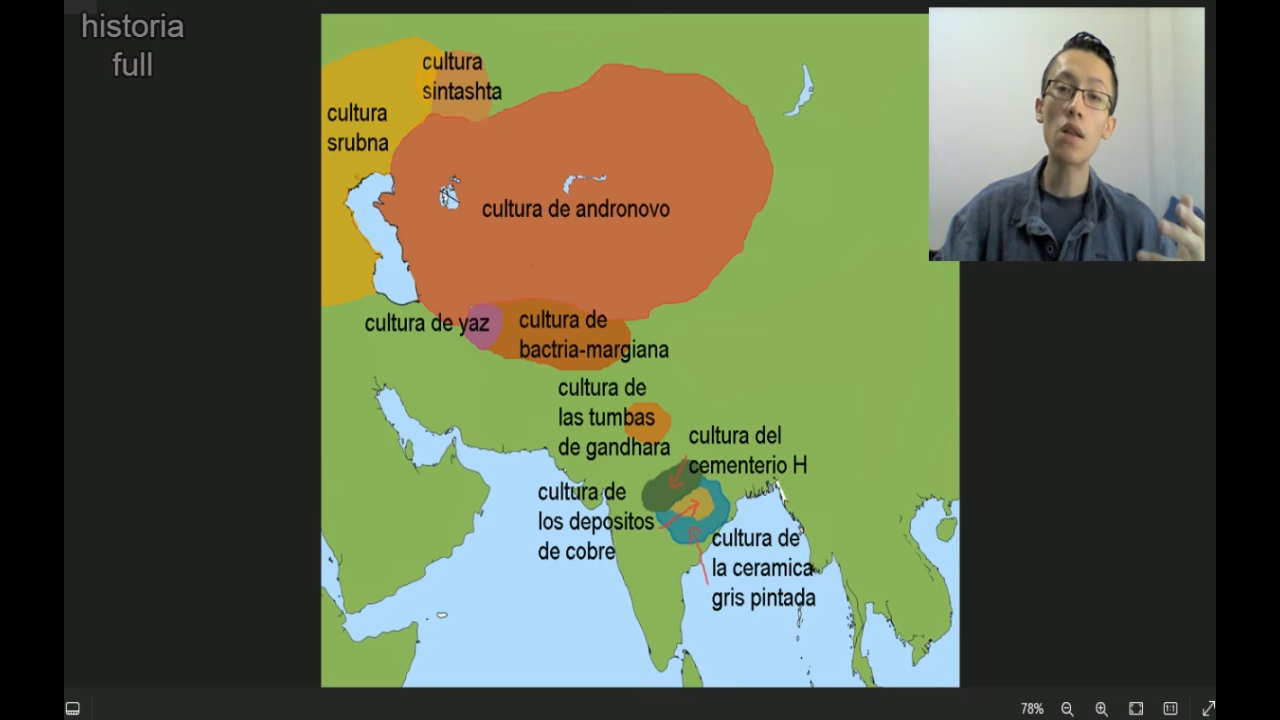 historia
full
cultura
sintashta
cultura
srubna
cultura de andronovo
cultura de yaz
cultura de
bactria-margiana
cultura de
las tumbas
de gandhara
cultura del
cementerio H
cultura de
los depositos
de cobre
cultura de
la ceramica
gris pintada
78%
1:1